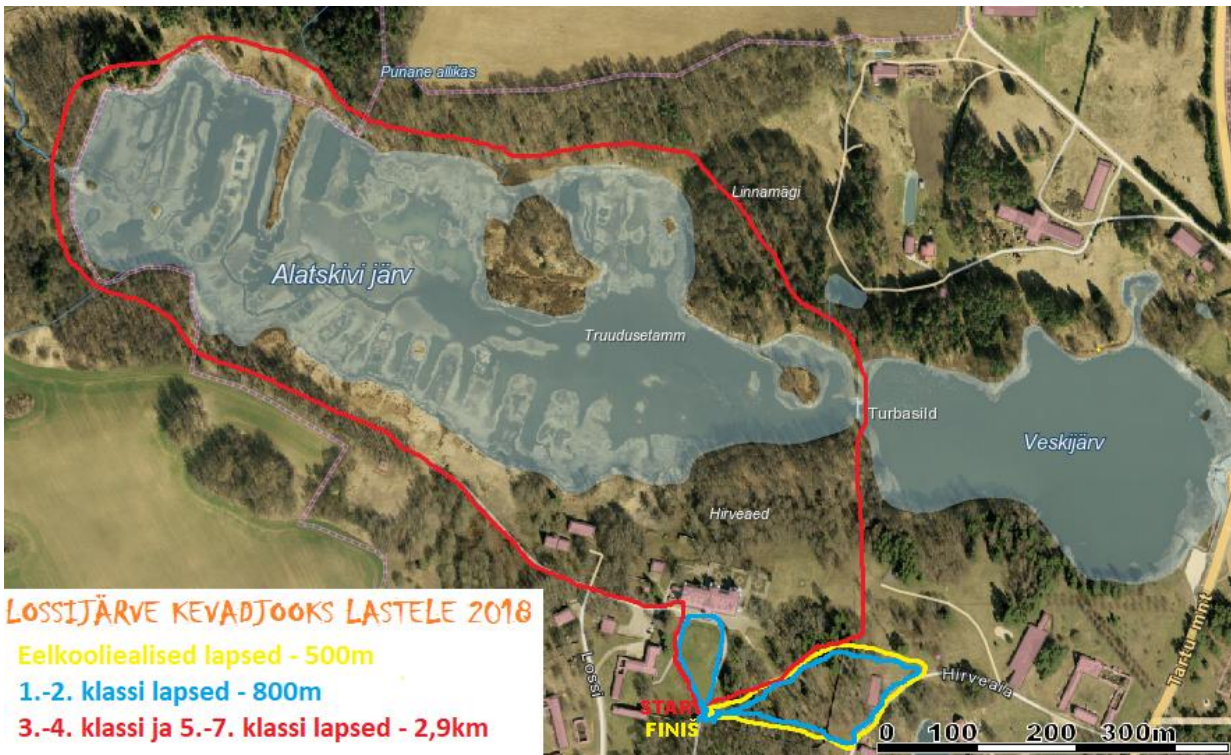 Punane allikas
Linnamägi
Alatskivi järv
Truudusetamm
Turbasild
Veskijärv
Hirveaed
LOSSIJÄRVE KEVADJOOKS LASTELE 2018
Eelkooliealised lapsed - 500m
1.-2. klassi lapsed - 800m
3.-4. klassi ja 5.-7. klassi lapsed - 2,9km
Lossi
START
FINIŠ
Hirveaia
Tartu mnt
0 100 200 300m